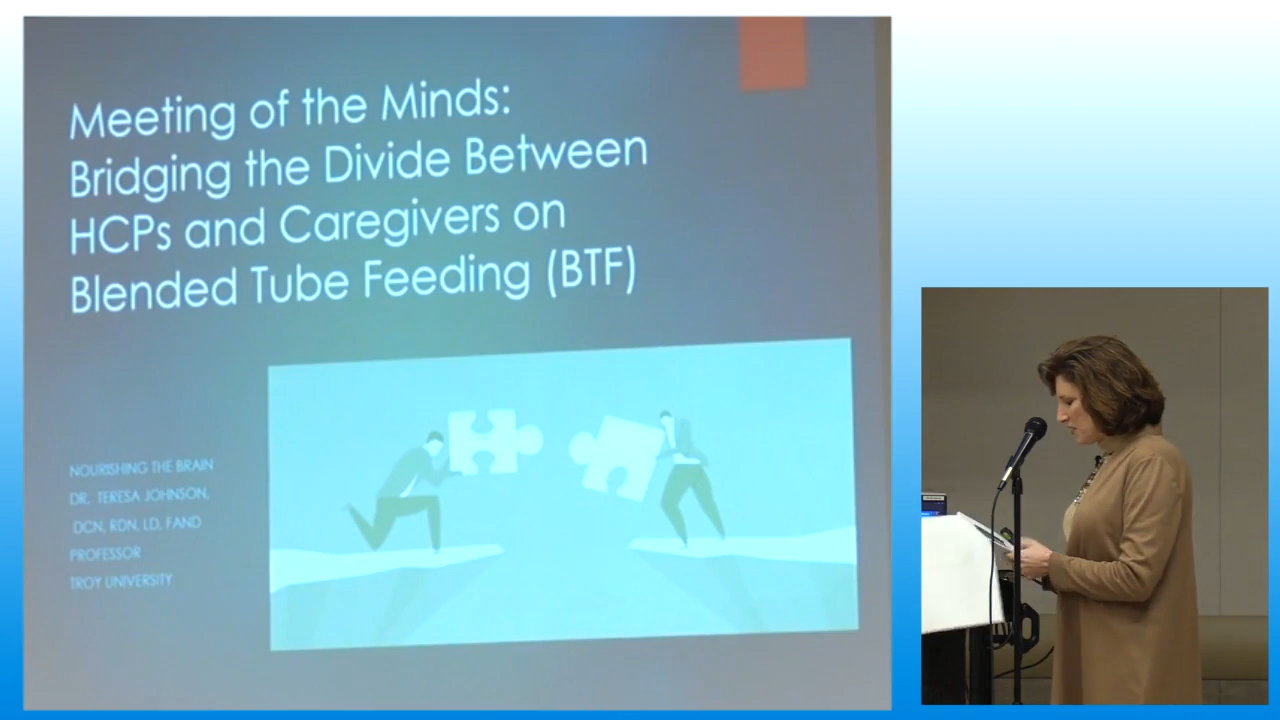 Meeting of the Minds:
Bridging the Divide Between
HCPs and Caregivers on
Blended Tube Feeding (BTF)
NOURISHING THE BRAIN
DR. TERESA JOHNSON,
DCN, RDN, LD, FAND
PROFESSOR
TROY UNIVERSITY